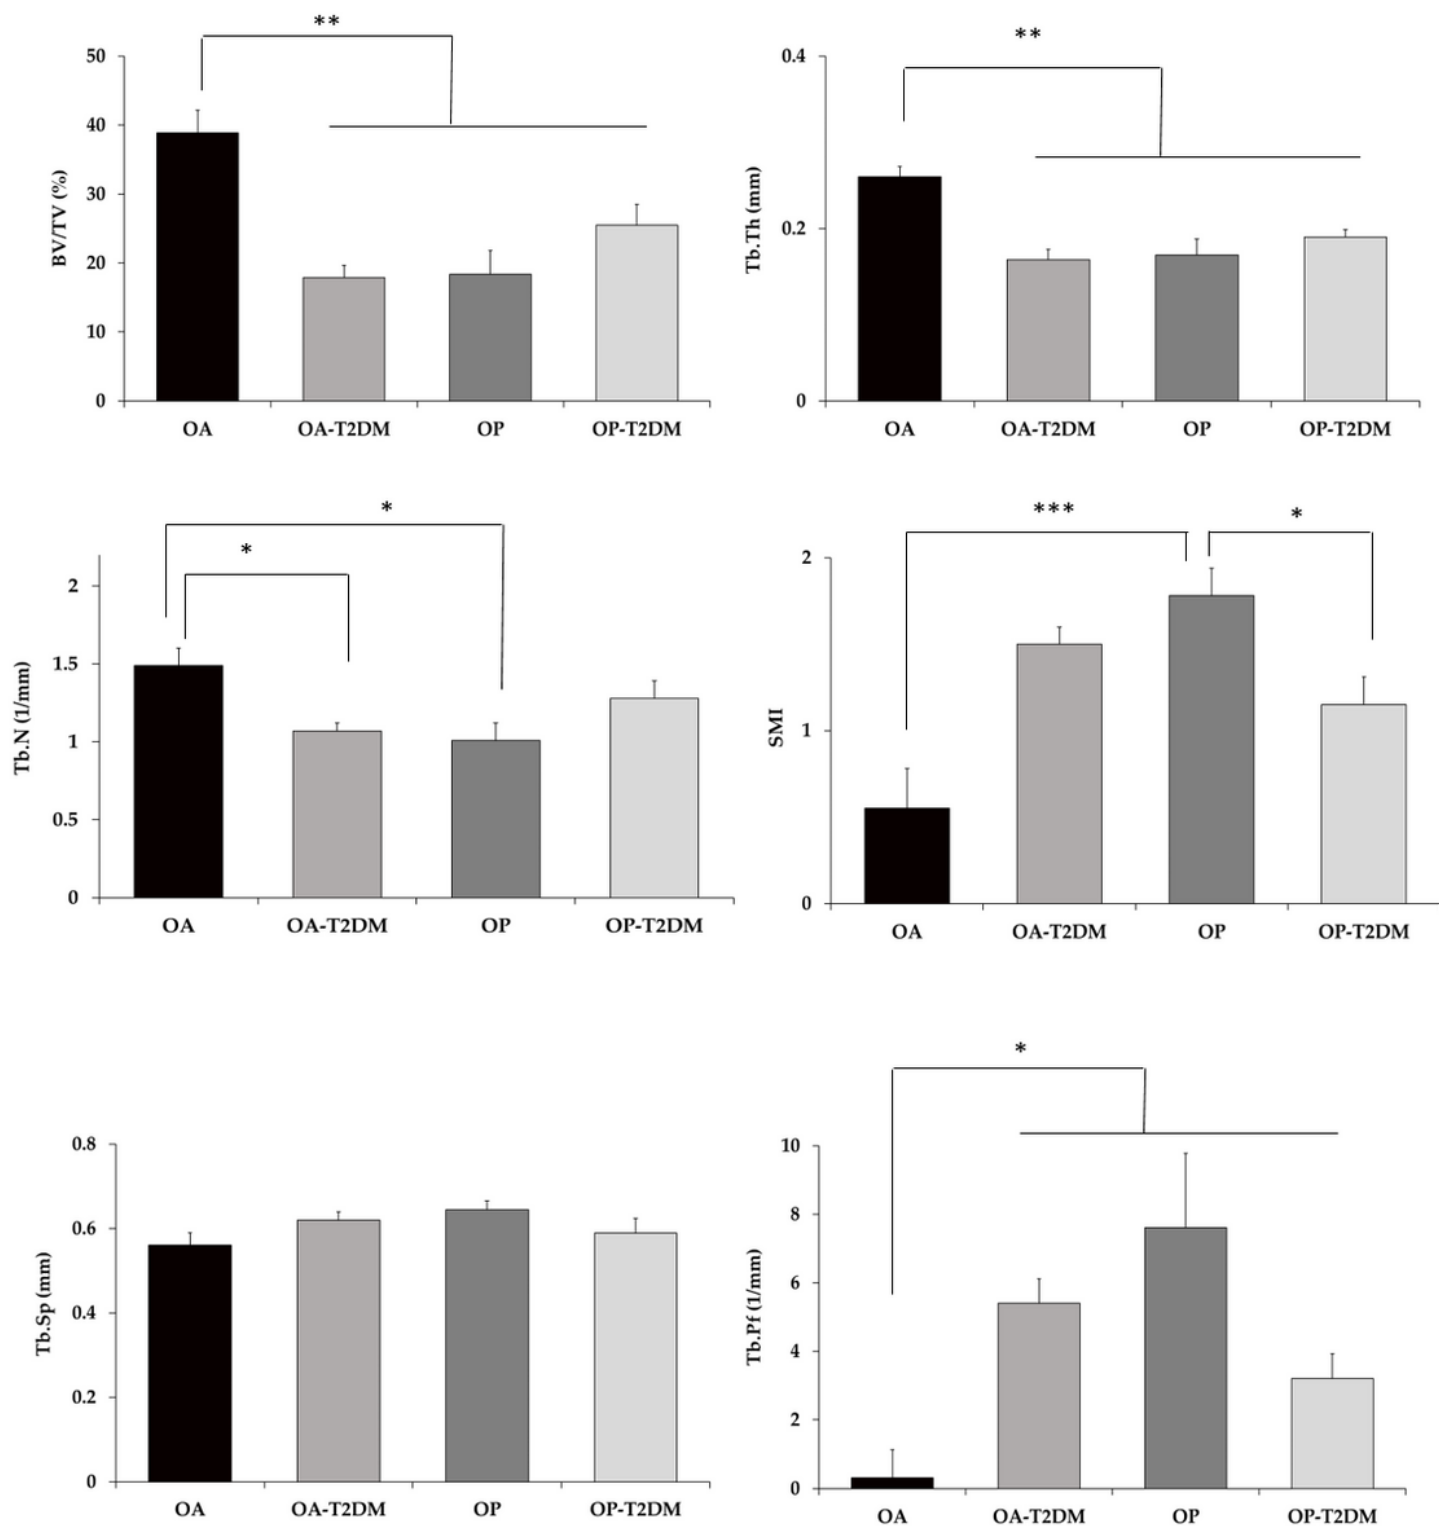 **
50
40
30
20
10
0
BV/TV (%)
OA
OA-T2DM
OP
OP-T2DM
**
0.4
0.2
0
Tb.Th (mm)
OA
OA-T2DM
OP
OP-T2DM
*
*
2
1.5
1
0.5
0
Tb.N (1/mm)
OA
OA-T2DM
OP
OP-T2DM
***
*
2
1
0
SMI
OA
OA-T2DM
OP
OP-T2DM
0.8
0.6
0.4
0.2
0
Tb.Sp (mm)
OA
OA-T2DM
OP
OP-T2DM
*
10
8
6
4
2
0
Tb.Pf (1/mm)
OA
OA-T2DM
OP
OP-T2DM